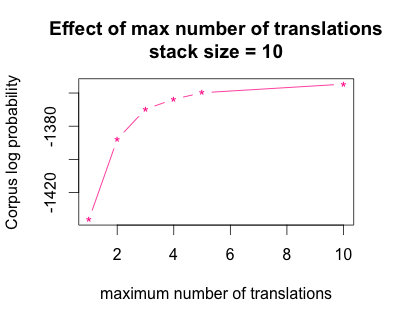 Effect of max number of translations
stack size = 10
Corpus log probability
-1380
-1420
2 4 6 8 10
maximum number of translations